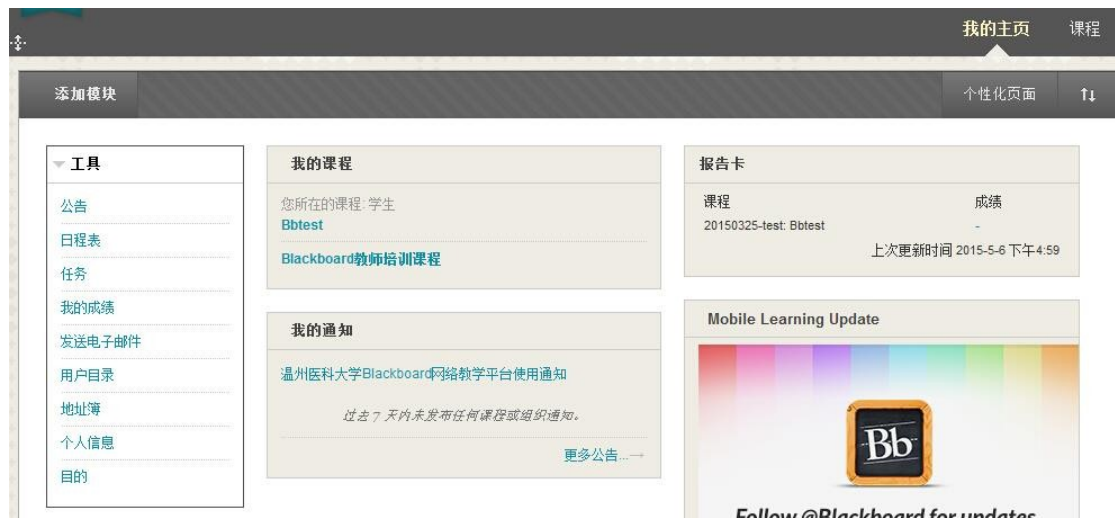 我的主页 课程
添加模块 个性化页面
工具
公告
日程表
任务
我的成绩
发送电子邮件
用户目录
地址簿
个人信息
目的
我的课程
您所在的课程: 学生
Bbtest
Blackboard教师培训课程
我的通知
温州医科大学Blackboard网络教学平台使用通知
过去 7 天内未发布任何课程或组织通知。
更多公告...→
报告卡
课程 成绩
20150325-test: Bbtest -
上次更新时间 2015-5-6 下午4:59
Mobile Learning Update
Bb
Follow @Blackboard for updates